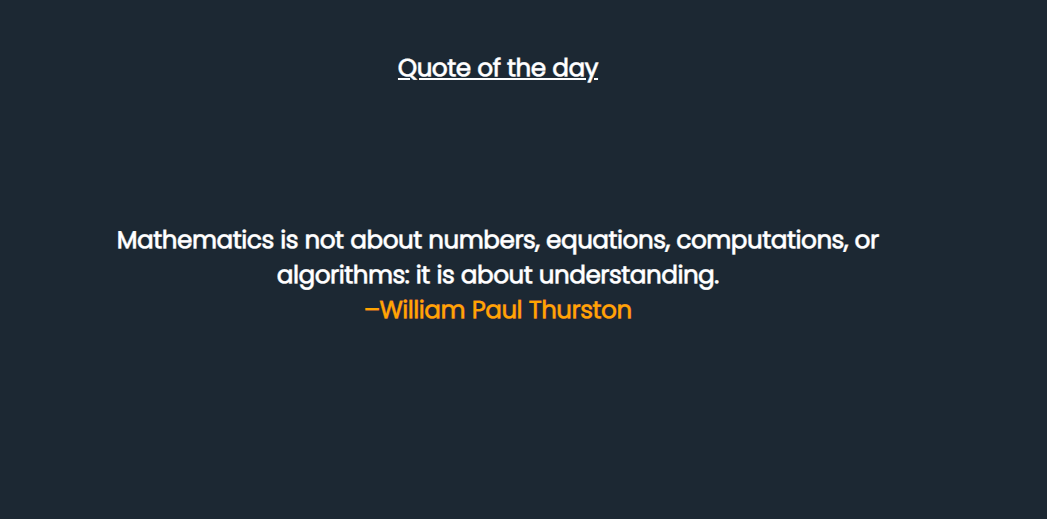 Quote of the day
Mathematics is not about numbers, equations, computations, or
algorithms: it is about understanding.
–William Paul Thurston